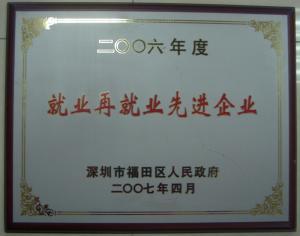 二〇〇六年度
就业再就业先进企业
深圳市福田区人民政府
二〇〇七年四月